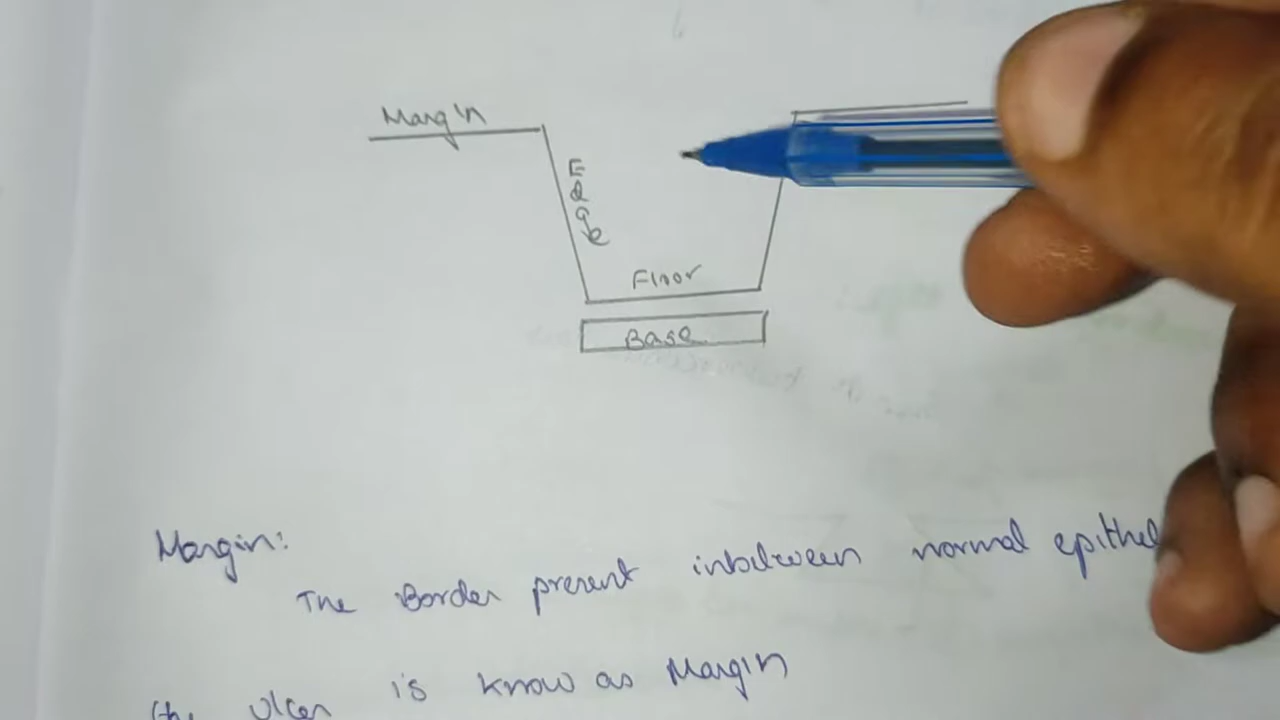 Margin
Edge
Floor
Base
Margin:
The Border present inbetween normal epithel
the ulcer is know as Margin